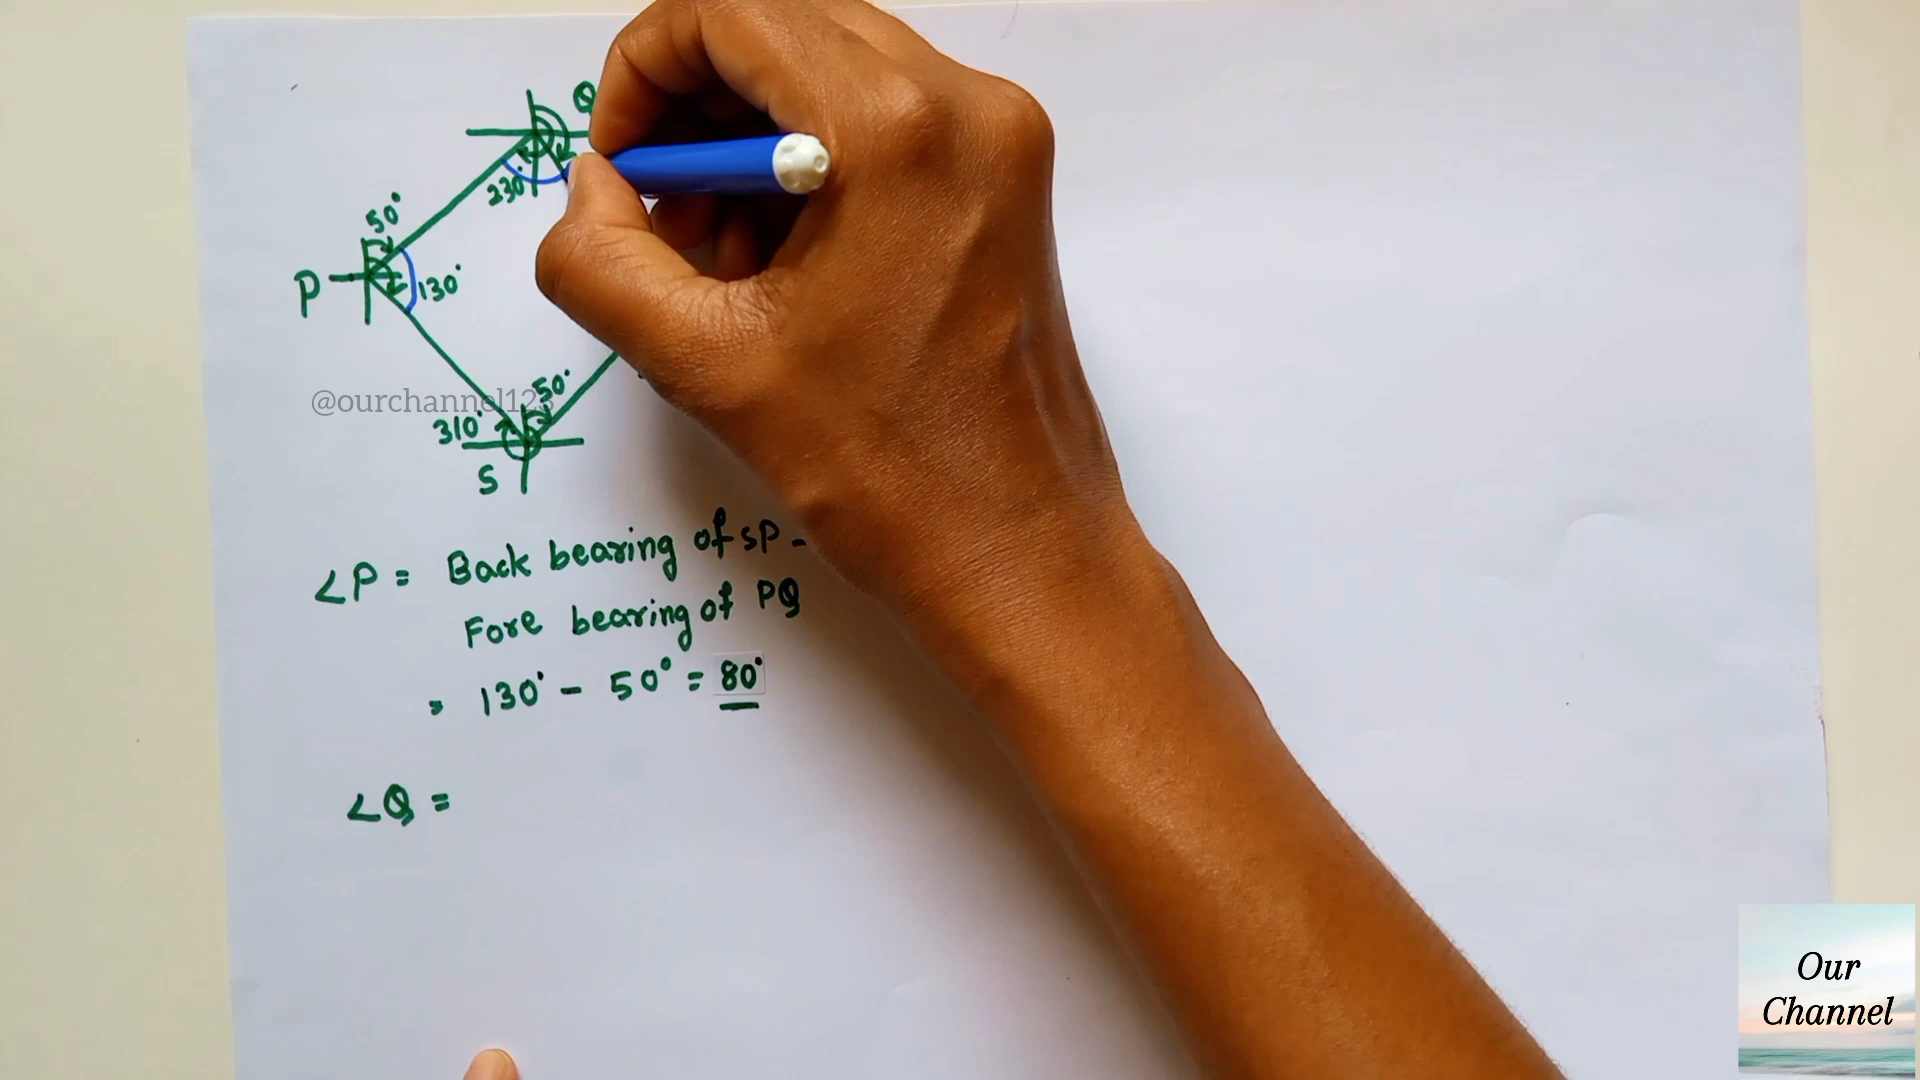 Q
230°
50°
P
130°
@ourchannel123
50°
310°
S
∠P = Back bearing of SP -
Fore bearing of PQ
= 130° - 50° = 80°
∠Q =
Our
Channel